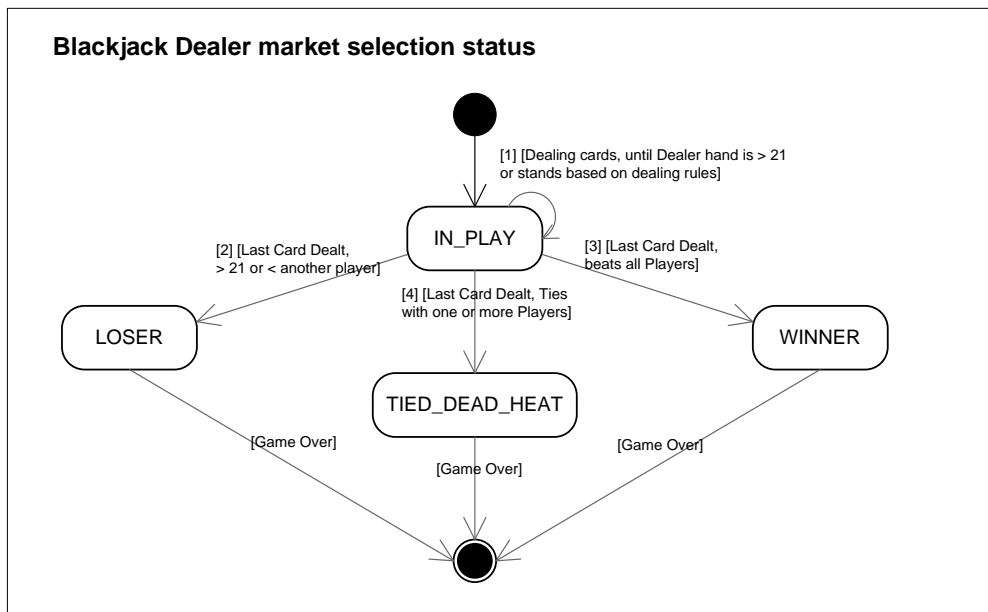 Blackjack Dealer market selection status
[1] [Dealing cards, until Dealer hand is > 21
or stands based on dealing rules]
IN_PLAY
[2] [Last Card Dealt,
> 21 or < another player]
[3] [Last Card Dealt,
beats all Players]
[4] [Last Card Dealt, Ties
with one or more Players]
LOSER
WINNER
TIED_DEAD_HEAT
[Game Over]
[Game Over]
[Game Over]